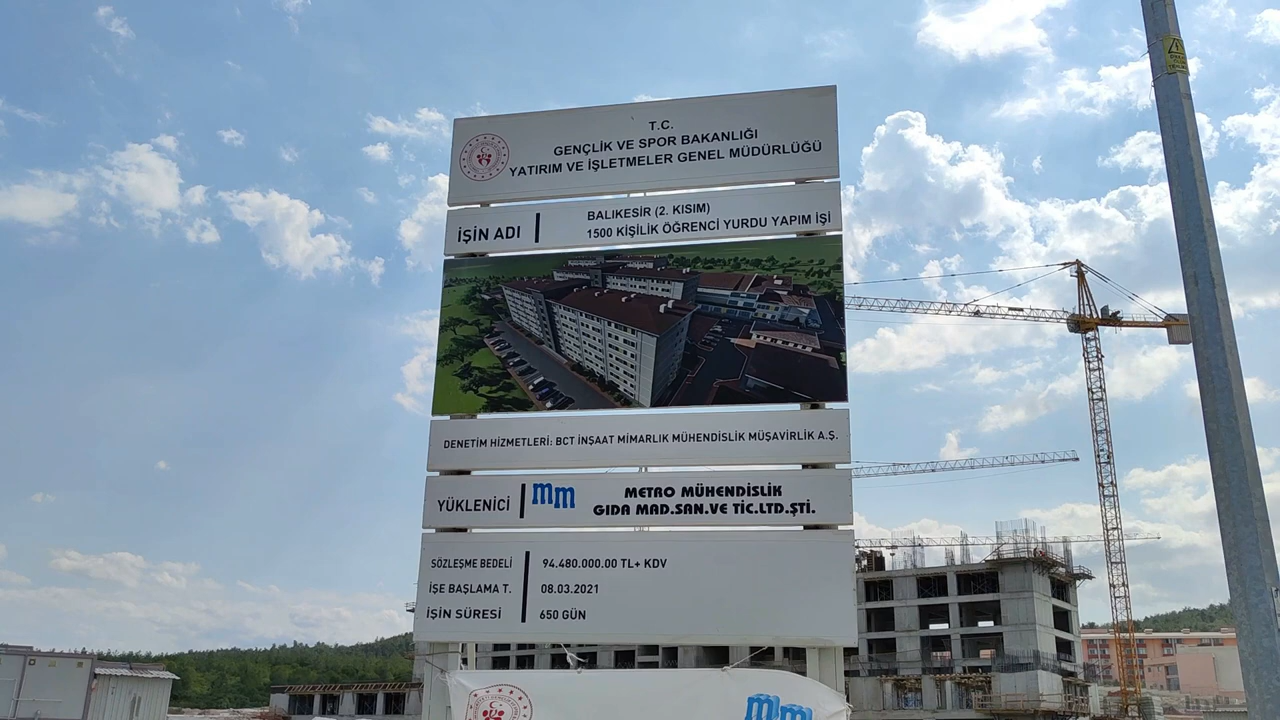 T.C.
GENÇLİK VE SPOR BAKANLIĞI
YATIRIM VE İŞLETMELER GENEL MÜDÜRLÜĞÜ
İŞİN ADI
BALIKESİR (2. KISIM)
1500 KİŞİLİK ÖĞRENCİ YURDU YAPIM İŞİ
DENETİM HİZMETLERİ: BCT İNŞAAT MİMARLIK MÜHENDİSLİK MÜŞAVİRLİK A.Ş.
YÜKLENİCİ
mm
METRO MÜHENDİSLİK
GIDA MAD.SAN.VE TİC.LTD.ŞTİ.
SÖZLEŞME BEDELİ 94.480.000.00 TL+ KDV
İŞE BAŞLAMA T. 08.03.2021
İŞİN SÜRESİ 650 GÜN
mm